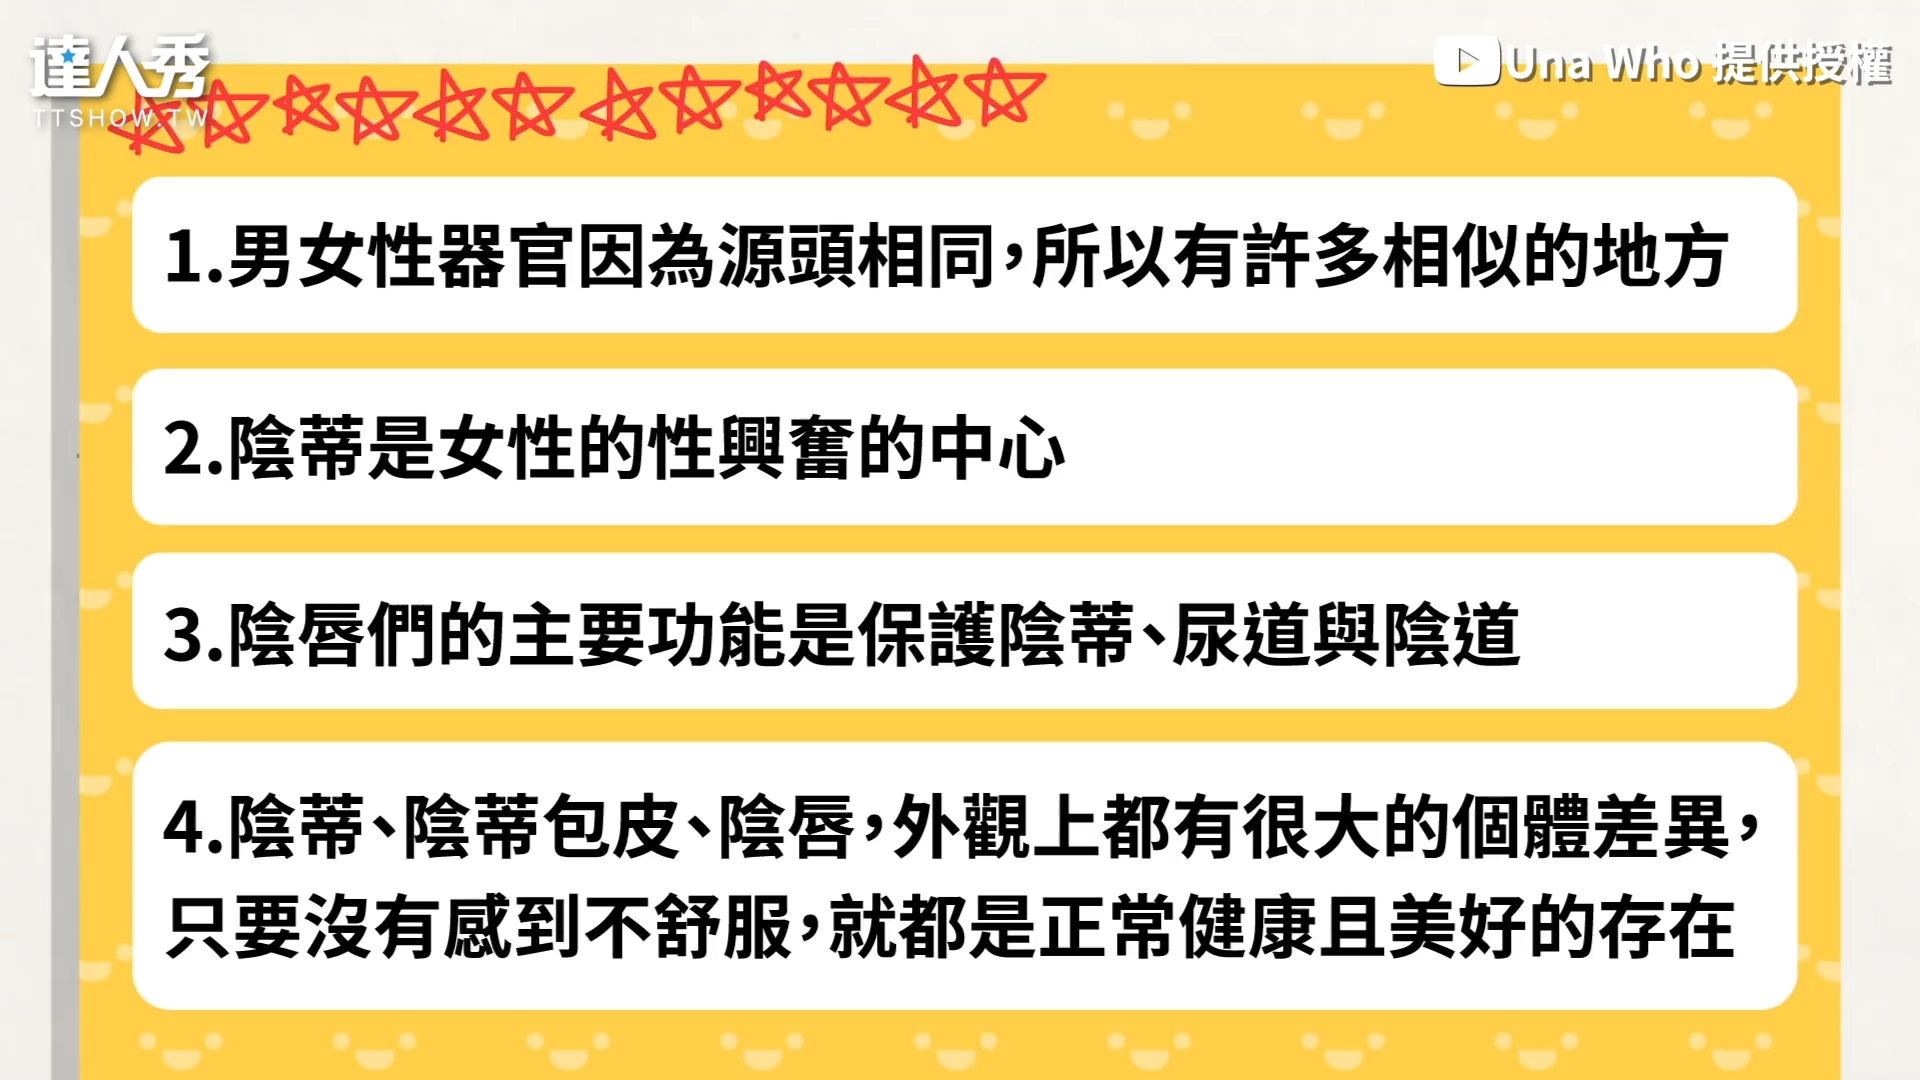 達人秀
TTSHOW.TW
Una Who 提供授權
1.男女性器官因為源頭相同，所以有許多相似的地方
2.陰蒂是女性的性興奮的中心
3.陰唇們的主要功能是保護陰蒂、尿道與陰道
4.陰蒂、陰蒂包皮、陰唇，外觀上都有很大的個體差異，
只要沒有感到不舒服，就都是正常健康且美好的存在